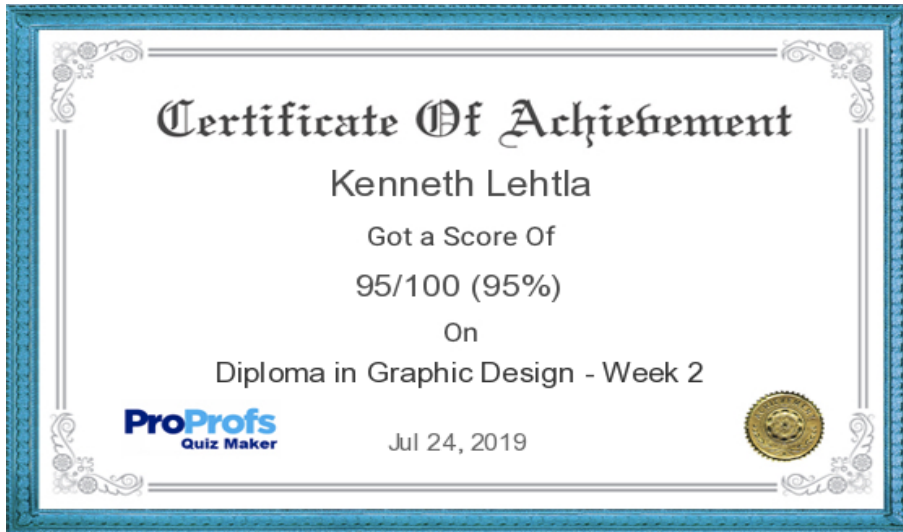 Certificate Of Achievement
Kenneth Lehtla
Got a Score Of
95/100 (95%)
On
Diploma in Graphic Design - Week 2
ProProfs
Quiz Maker
Jul 24, 2019